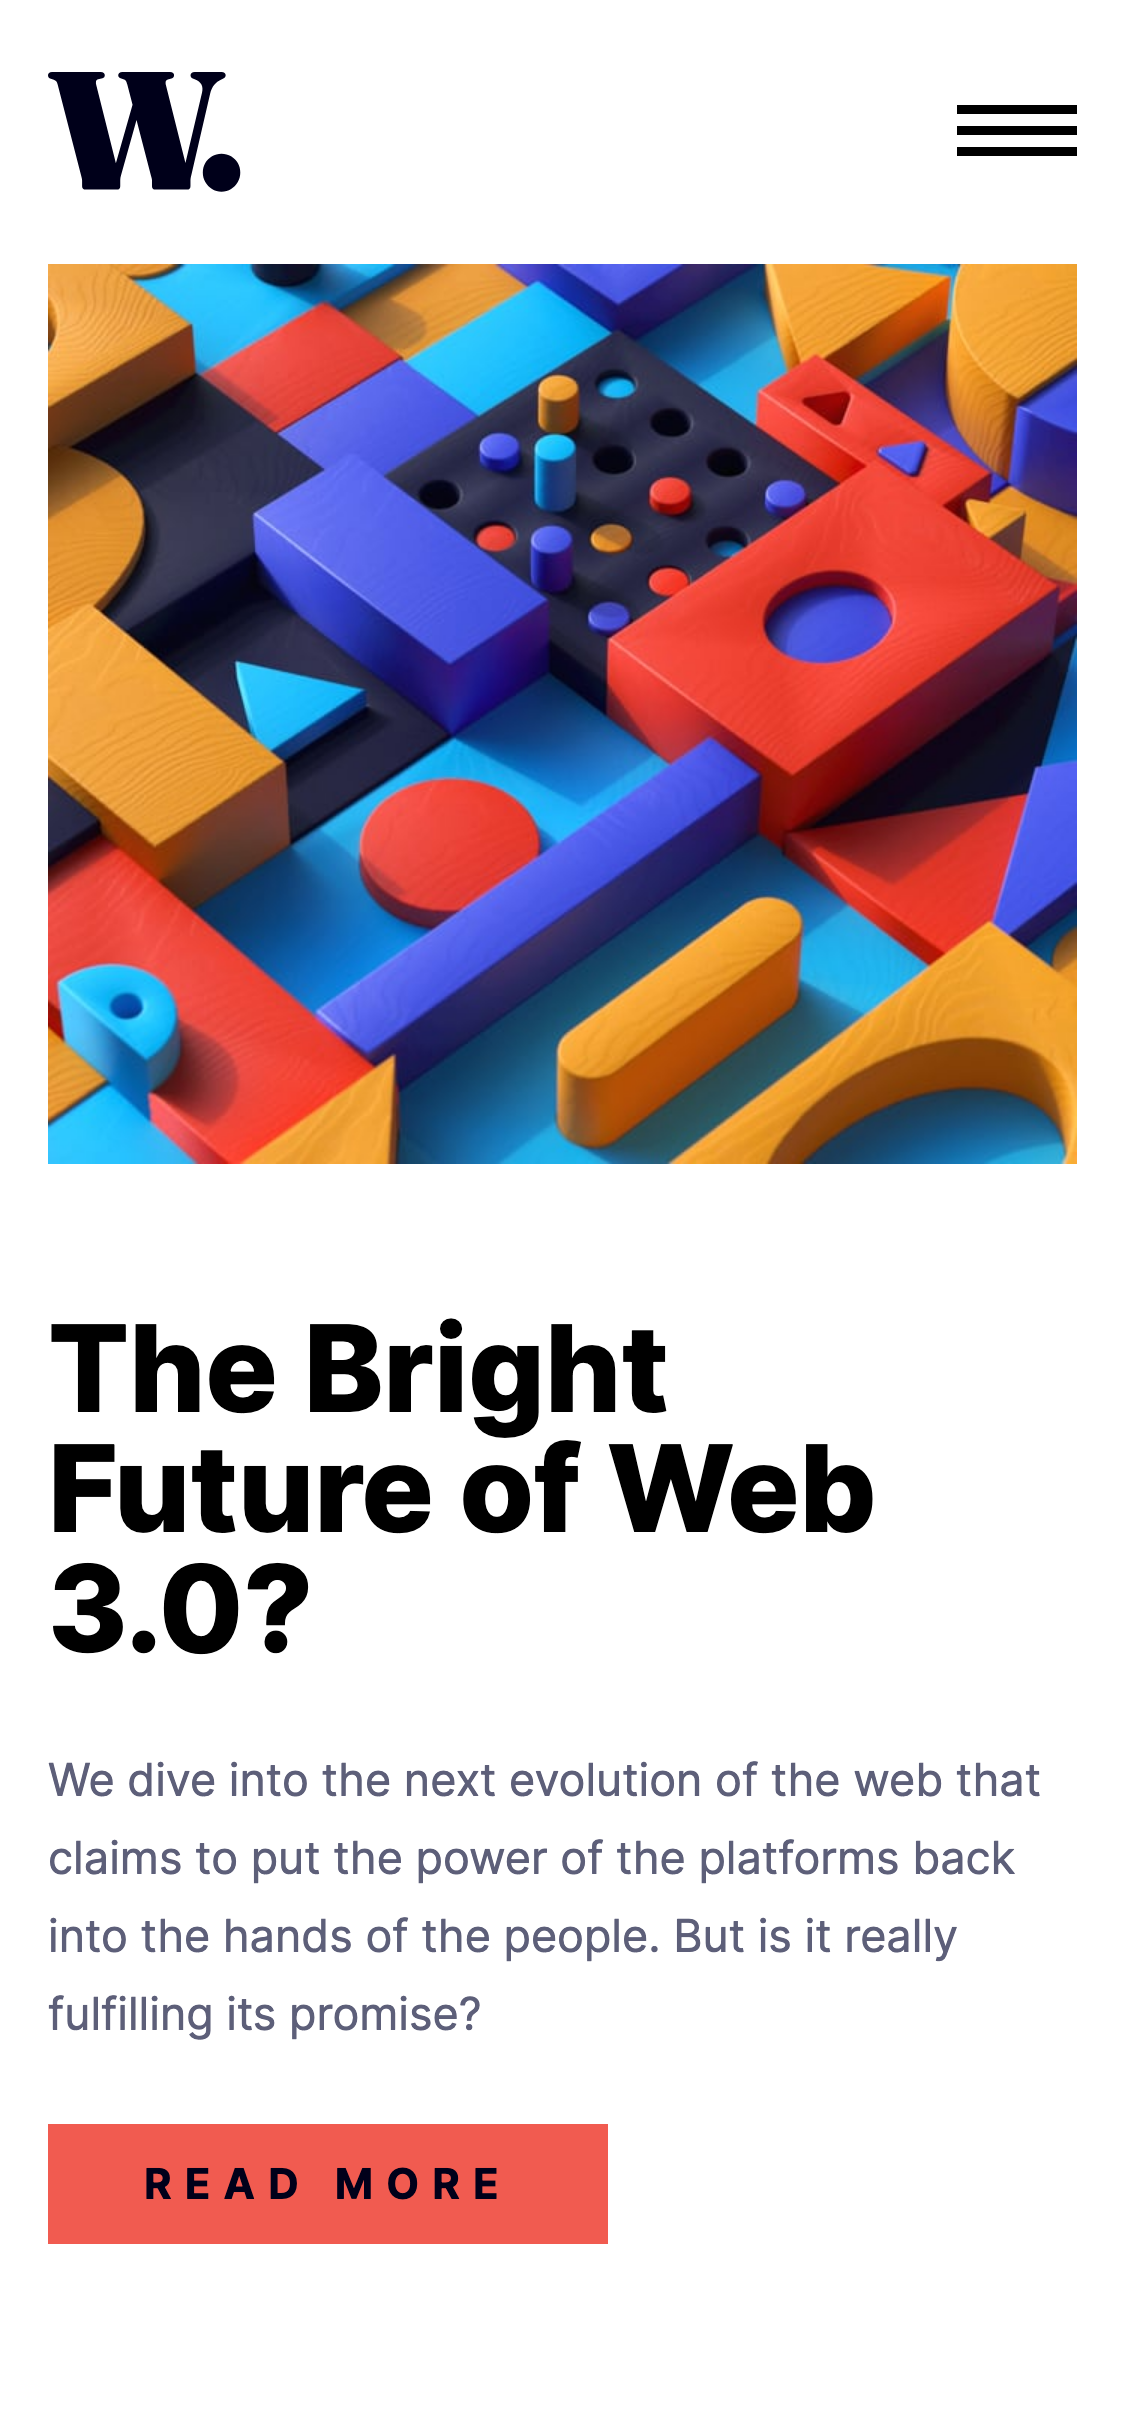 W.
The Bright
Future of Web
3.0?
We dive into the next evolution of the web that
claims to put the power of the platforms back
into the hands of the people. But is it really
fulfilling its promise?
READ MORE